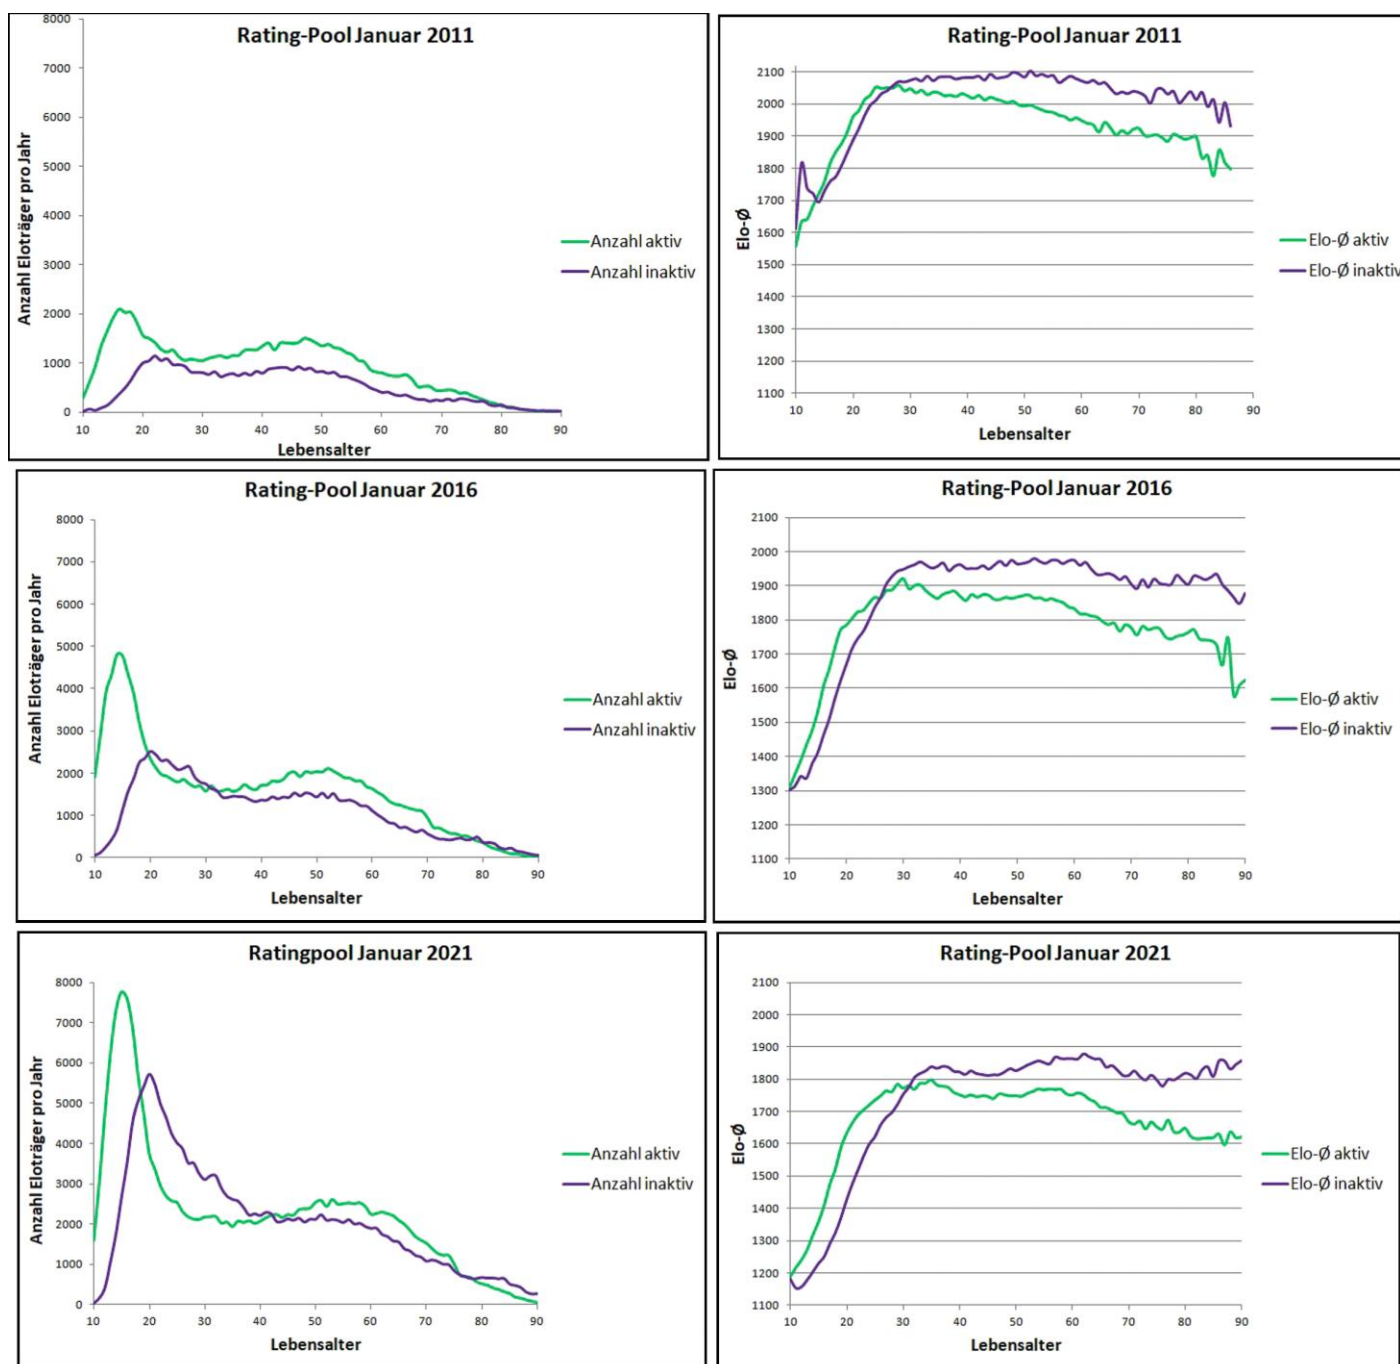 Rating-Pool Januar 2011
Anzahl Eloträger pro Jahr
8000
7000
6000
5000
4000
3000
2000
1000
0
10 20 30 40 50 60 70 80 90
Lebensalter
Anzahl aktiv
Anzahl inaktiv
Rating-Pool Januar 2011
Elo-Ø
2100
2000
1900
1800
1700
1600
1500
1400
1300
1200
1100
10 20 30 40 50 60 70 80 90
Lebensalter
Elo-Ø aktiv
Elo-Ø inaktiv
Rating-Pool Januar 2016
Anzahl Eloträger pro Jahr
8000
7000
6000
5000
4000
3000
2000
1000
0
10 20 30 40 50 60 70 80 90
Lebensalter
Anzahl aktiv
Anzahl inaktiv
Rating-Pool Januar 2016
Elo-Ø
2100
2000
1900
1800
1700
1600
1500
1400
1300
1200
1100
10 20 30 40 50 60 70 80 90
Lebensalter
Elo-Ø aktiv
Elo-Ø inaktiv
Ratingpool Januar 2021
Anzahl Eloträger pro Jahr
8000
7000
6000
5000
4000
3000
2000
1000
0
10 20 30 40 50 60 70 80 90
Lebensalter
Anzahl aktiv
Anzahl inaktiv
Rating-Pool Januar 2021
Elo-Ø
2100
2000
1900
1800
1700
1600
1500
1400
1300
1200
1100
10 20 30 40 50 60 70 80 90
Lebensalter
Elo-Ø aktiv
Elo-Ø inaktiv